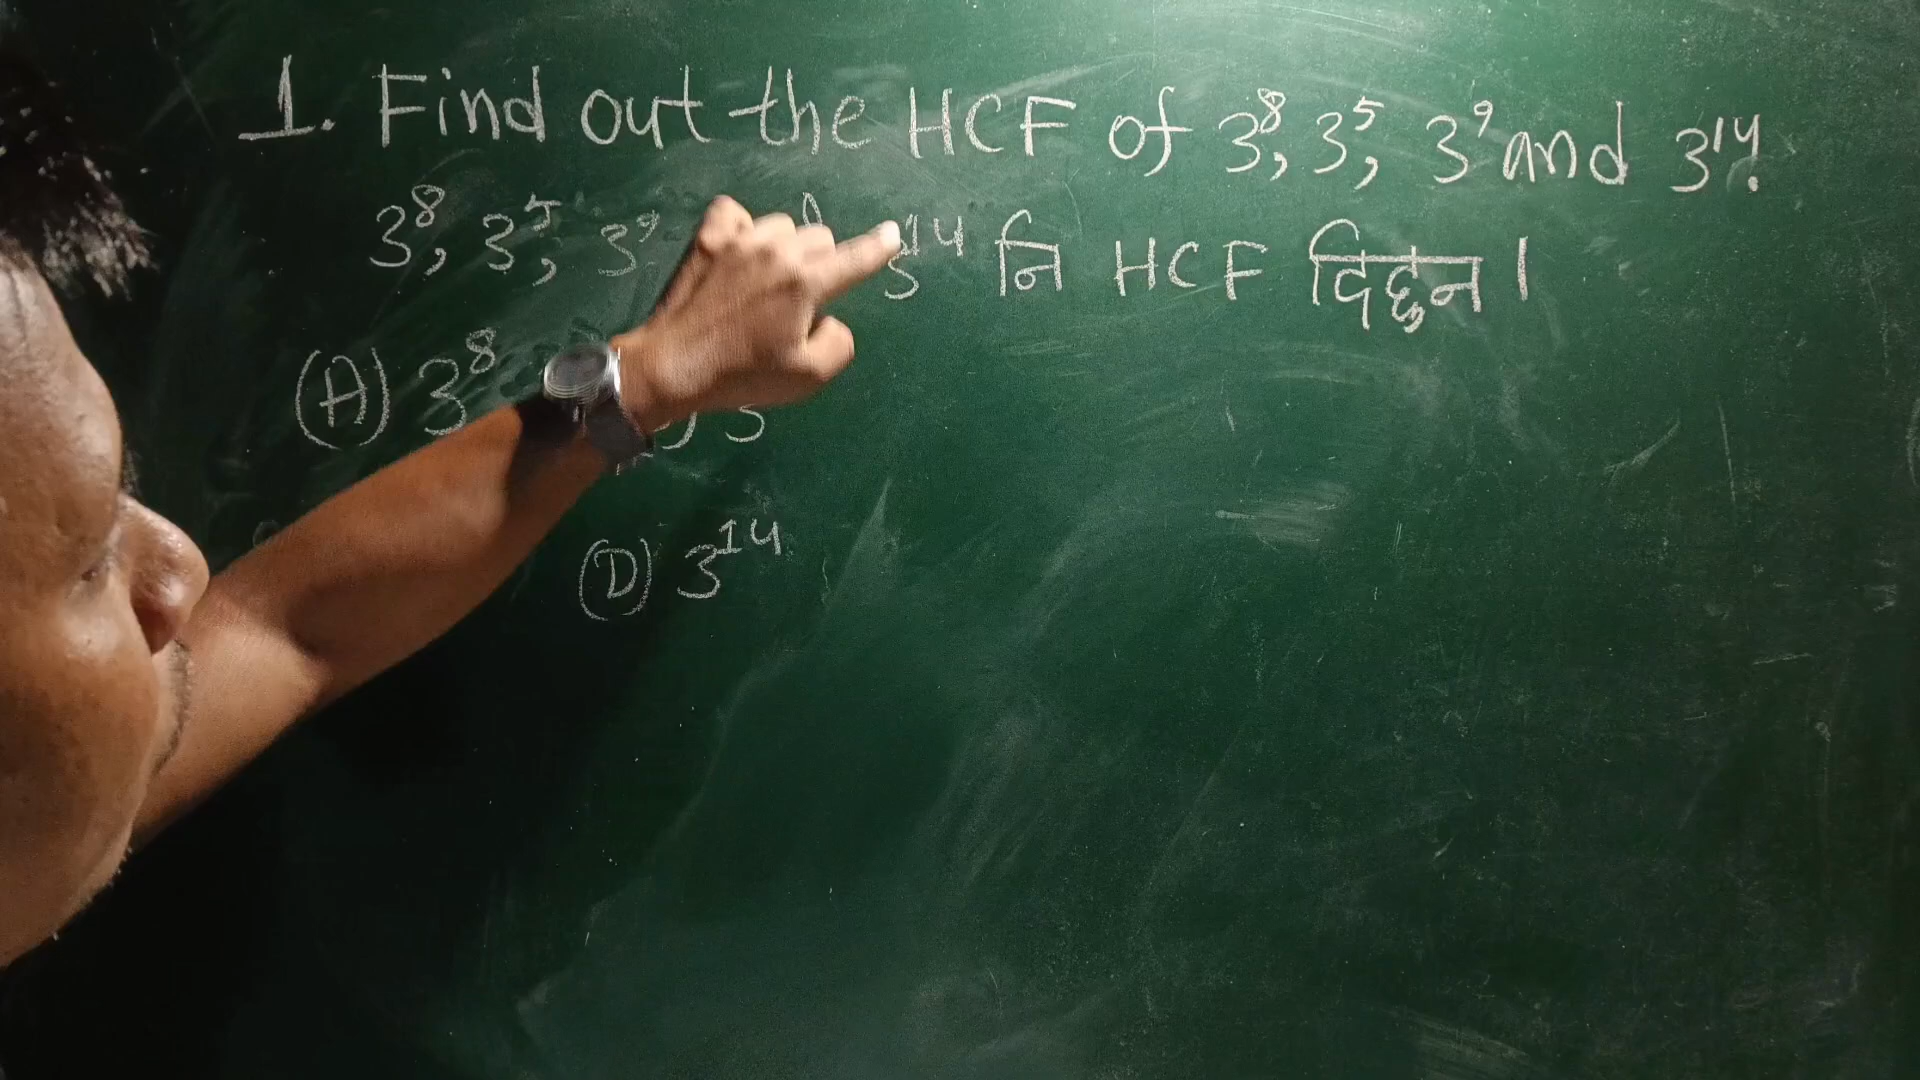 1. Find out the HCF of 3⁸, 3⁵, 3⁹ and 3¹⁴.
3⁸, 3⁵, 3⁹ 3¹⁴ नि HCF दिहुन।
(A) 3⁸
(D) 3¹⁴